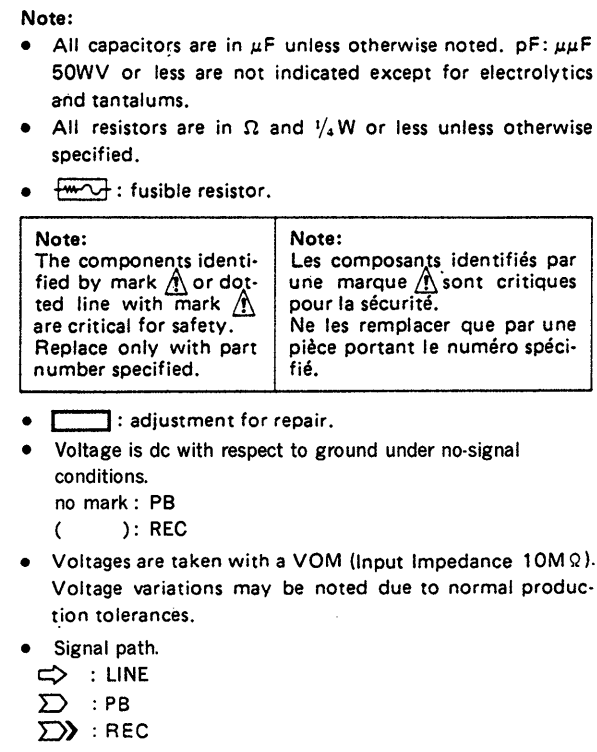 Note:
● All capacitors are in μF unless otherwise noted. pF: μμF
50WV or less are not indicated except for electrolytics
and tantalums.
● All resistors are in Ω and 1/4W or less unless otherwise
specified.
● : fusible resistor.
Note:
The components identi-
fied by mark ⚠ or dot-
ted line with mark ⚠
are critical for safety.
Replace only with part
number specified.
Note:
Les composants identifiés par
une marque ⚠ sont critiques
pour la sécurité.
Ne les remplacer que par une
pièce portant le numéro spéci-
fié.
● : adjustment for repair.
● Voltage is dc with respect to ground under no-signal
conditions.
no mark : PB
( ) : REC
● Voltages are taken with a VOM (Input Impedance 10MΩ).
Voltage variations may be noted due to normal produc-
tion tolerances.
● Signal path.
: LINE
: PB
: REC